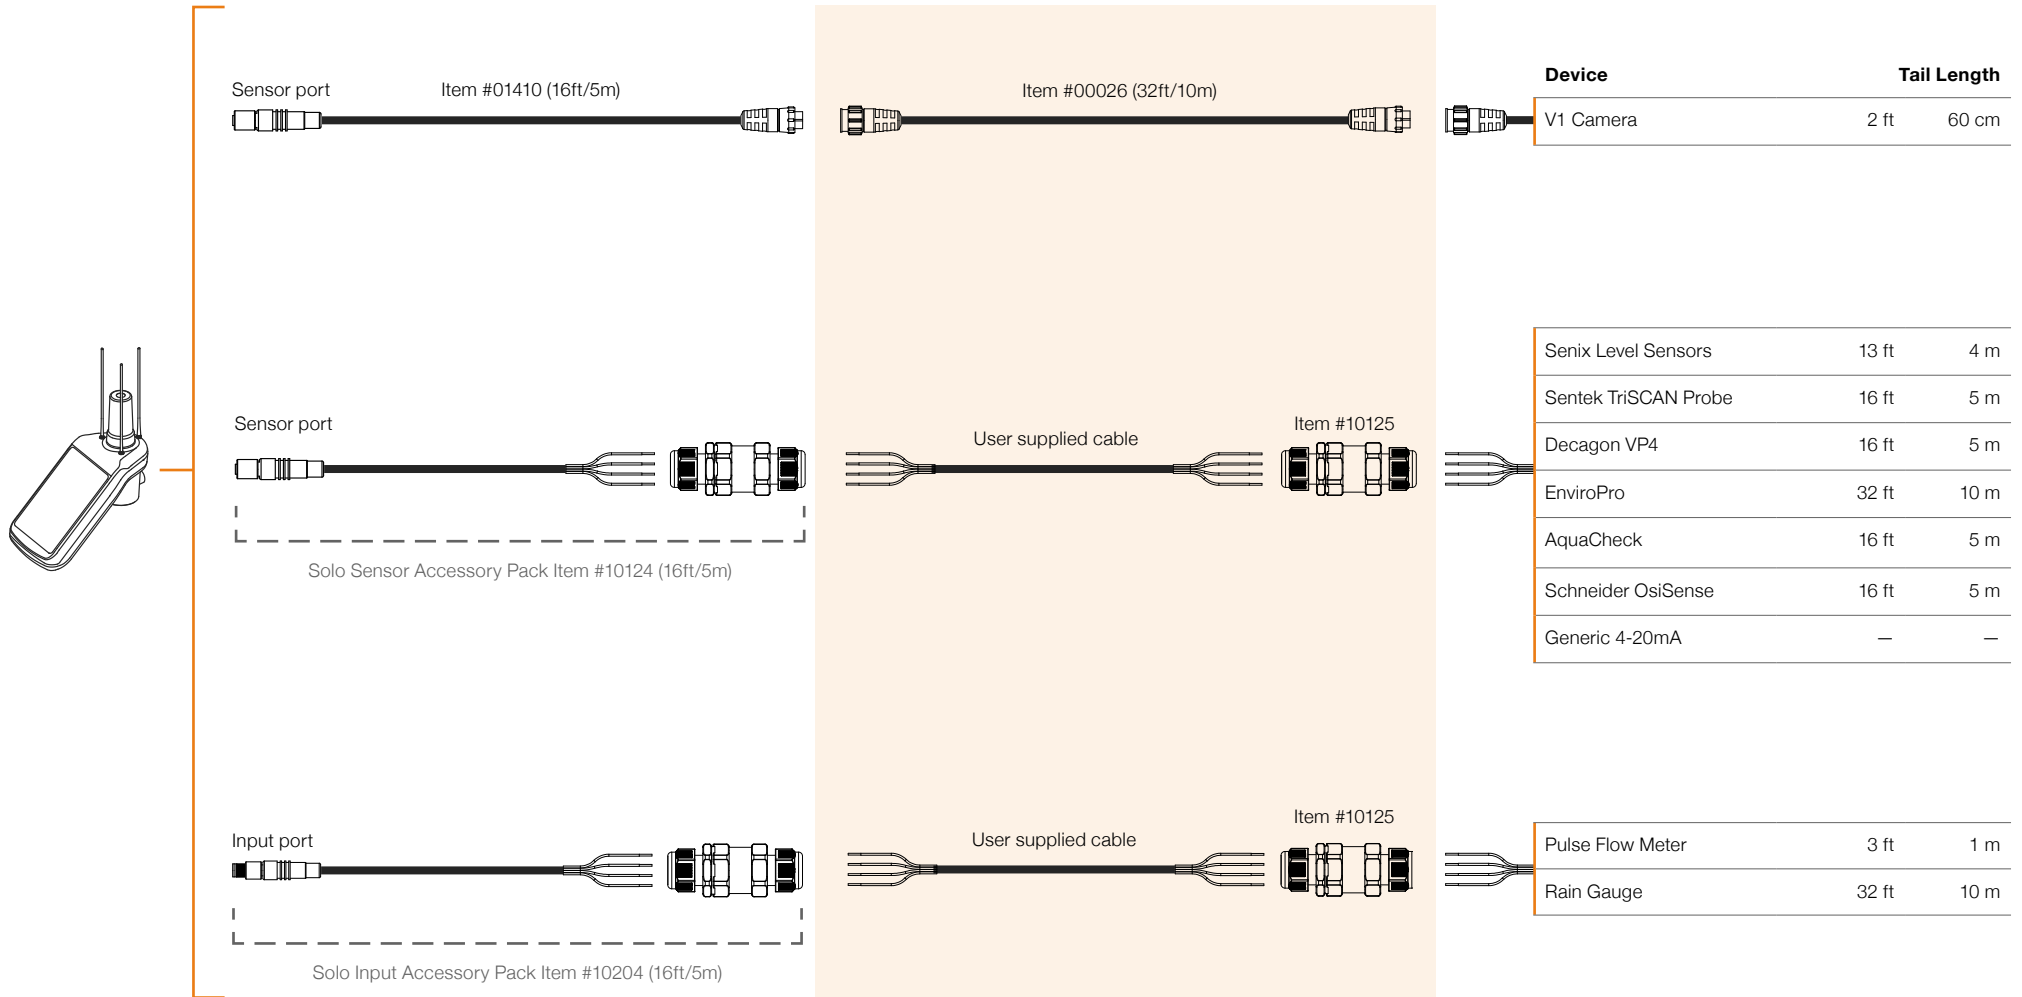 Device Tail Length
Sensor port Item #01410 (16ft/5m) Item #00026 (32ft/10m)
V1 Camera 2 ft 60 cm
Sensor port User supplied cable Item #10125
Solo Sensor Accessory Pack Item #10124 (16ft/5m)
Senix Level Sensors 13 ft 4 m
Sentek TriSCAN Probe 16 ft 5 m
Decagon VP4 16 ft 5 m
EnviroPro 32 ft 10 m
AquaCheck 16 ft 5 m
Schneider OsiSense 16 ft 5 m
Generic 4-20mA — —
Input port User supplied cable Item #10125
Solo Input Accessory Pack Item #10204 (16ft/5m)
Pulse Flow Meter 3 ft 1 m
Rain Gauge 32 ft 10 m